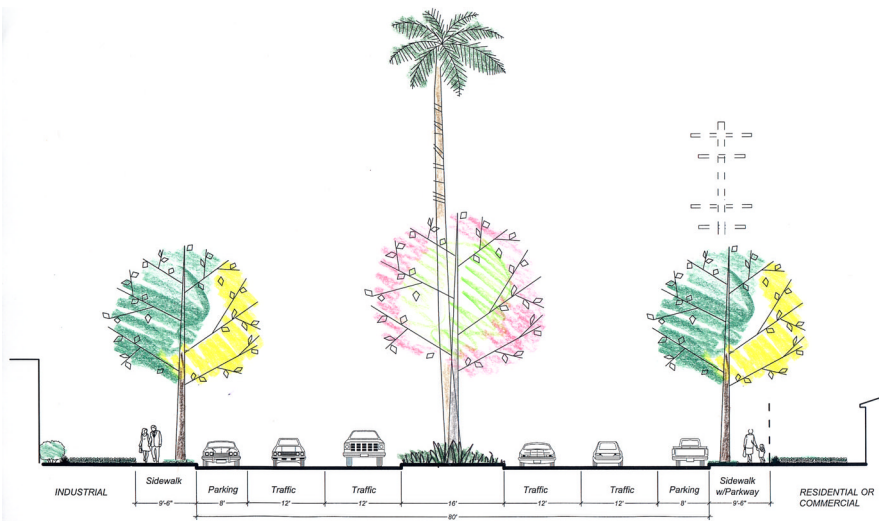 INDUSTRIAL
Sidewalk
9'-6"
Parking
8'
Traffic
12'
Traffic
12'
16'
Traffic
12'
Traffic
12'
Parking
8'
Sidewalk
w/Parkway
9'-6"
RESIDENTIAL OR
COMMERCIAL
80'